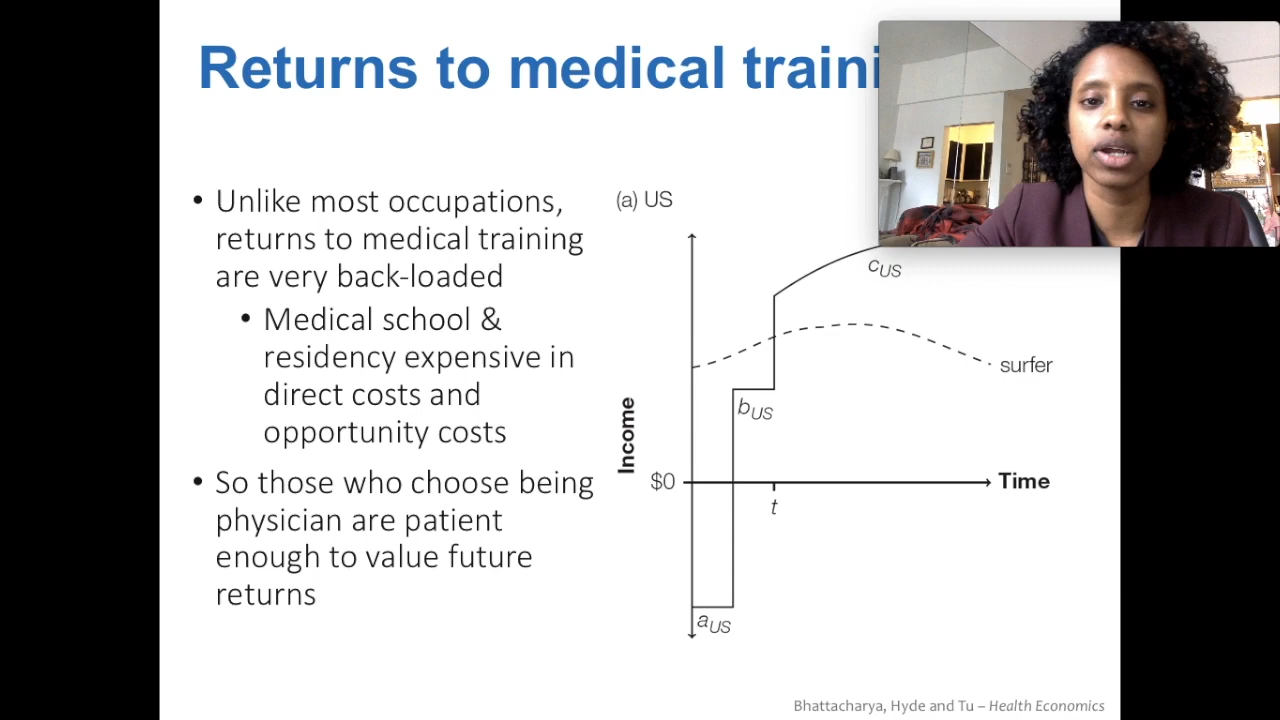 Returns to medical traini
• Unlike most occupations,
returns to medical training
are very back-loaded
• Medical school &
residency expensive in
direct costs and
opportunity costs
• So those who choose being
physician are patient
enough to value future
returns
(a) US
cUS
surfer
bUS
Income
$0
Time
t
aUS
Bhattacharya, Hyde and Tu – Health Economics